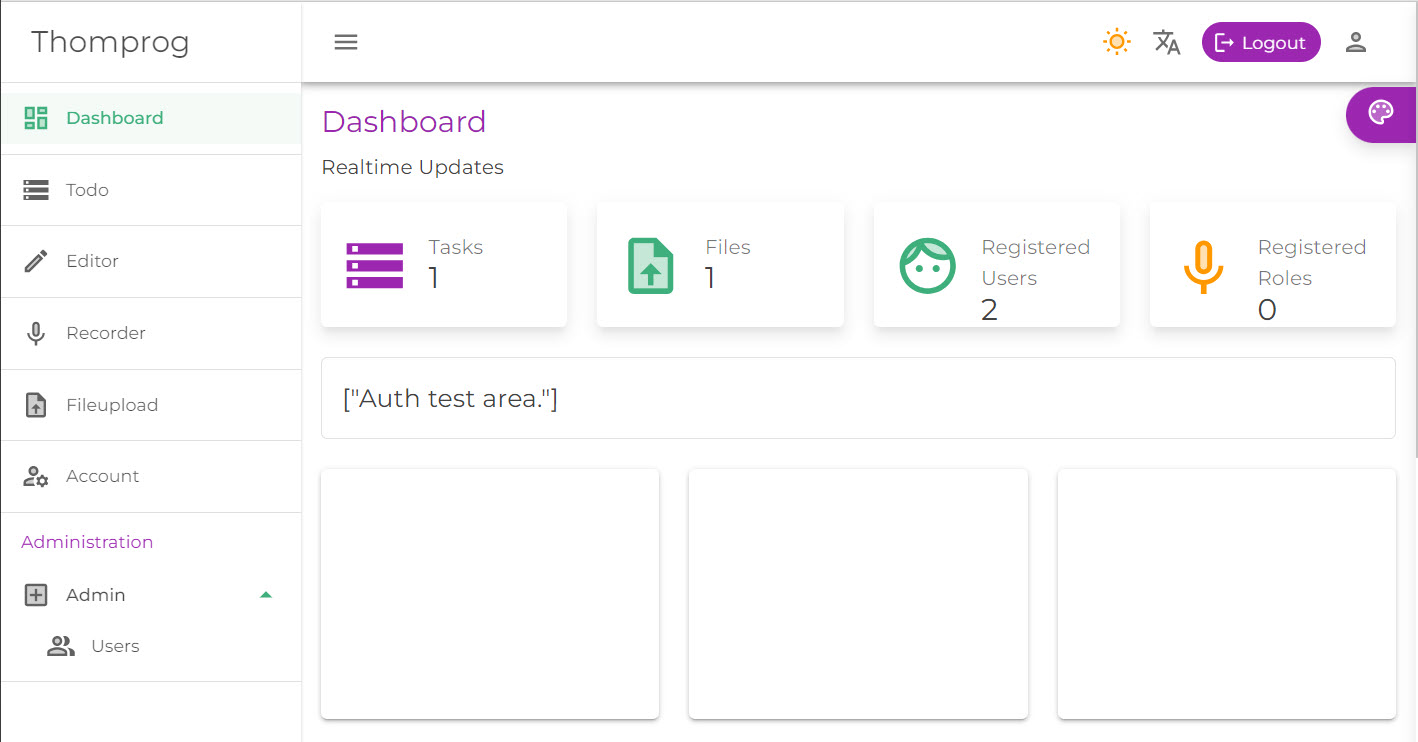 Thomprog
Logout
Dashboard
Todo
Editor
Recorder
Fileupload
Account
Administration
Admin
Users
Dashboard
Realtime Updates
Tasks
1
Files
1
Registered
Users
2
Registered
Roles
0
["Auth test area."]